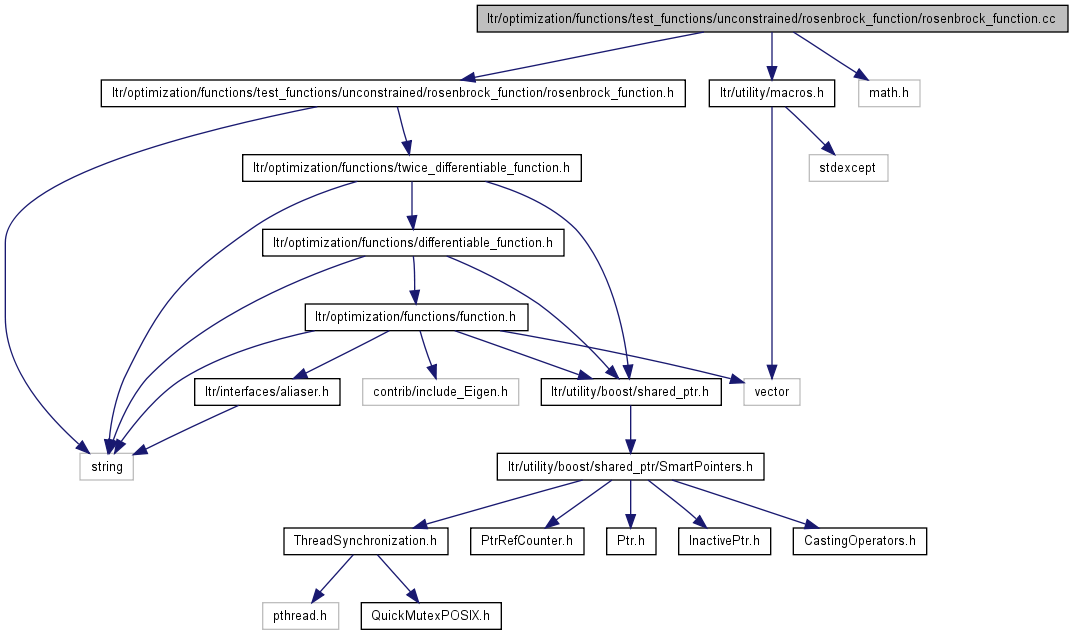 ltr/optimization/functions/test_functions/unconstrained/rosenbrock_function/rosenbrock_function.cc
ltr/optimization/functions/test_functions/unconstrained/rosenbrock_function/rosenbrock_function.h
ltr/utility/macros.h
math.h
ltr/optimization/functions/twice_differentiable_function.h
stdexcept
ltr/optimization/functions/differentiable_function.h
ltr/optimization/functions/function.h
ltr/interfaces/aliaser.h
contrib/include_Eigen.h
ltr/utility/boost/shared_ptr.h
vector
string
ltr/utility/boost/shared_ptr/SmartPointers.h
ThreadSynchronization.h
PtrRefCounter.h
Ptr.h
InactivePtr.h
CastingOperators.h
pthread.h
QuickMutexPOSIX.h